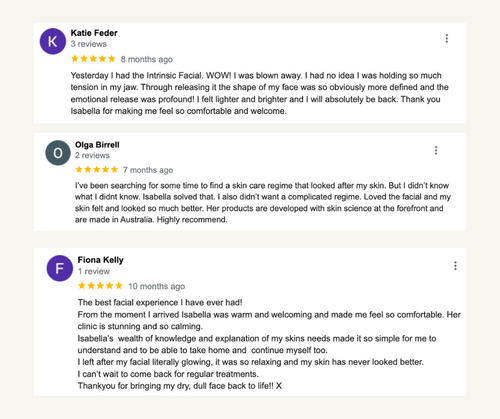 K
Katie Feder
3 reviews
8 months ago
Yesterday I had the Intrinsic Facial. WOW! I was blown away. I had no idea I was holding so much
tension in my jaw. Through releasing it the shape of my face was so obviously more defined and the
emotional release was profound! I felt lighter and brighter and I will absolutely be back. Thank you
Isabella for making me feel so comfortable and welcome.
O
Olga Birrell
2 reviews
7 months ago
I've been searching for some time to find a skin care regime that looked after my skin. But I didn't know
what I didnt know. Isabella solved that. I also didn't want a complicated regime. Loved the facial and my
skin felt and looked so much better. Her products are developed with skin science at the forefront and
are made in Australia. Highly recommend.
F
Fiona Kelly
1 review
10 months ago
The best facial experience I have ever had!
From the moment I arrived Isabella was warm and welcoming and made me feel so comfortable. Her
clinic is stunning and so calming.
Isabella's wealth of knowledge and explanation of my skins needs made it so simple for me to
understand and to be able to take home and continue myself too.
I left after my facial literally glowing, it was so relaxing and my skin has never looked better.
I can't wait to come back for regular treatments.
Thankyou for bringing my dry, dull face back to life!! X